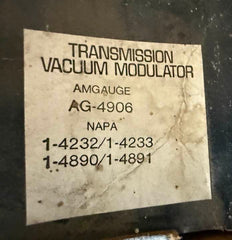 TRANSMISSION
VACUUM MODULATOR
AMGAUGE
AG-4906
NAPA
1-4232/1-4233
1-4890/1-4891